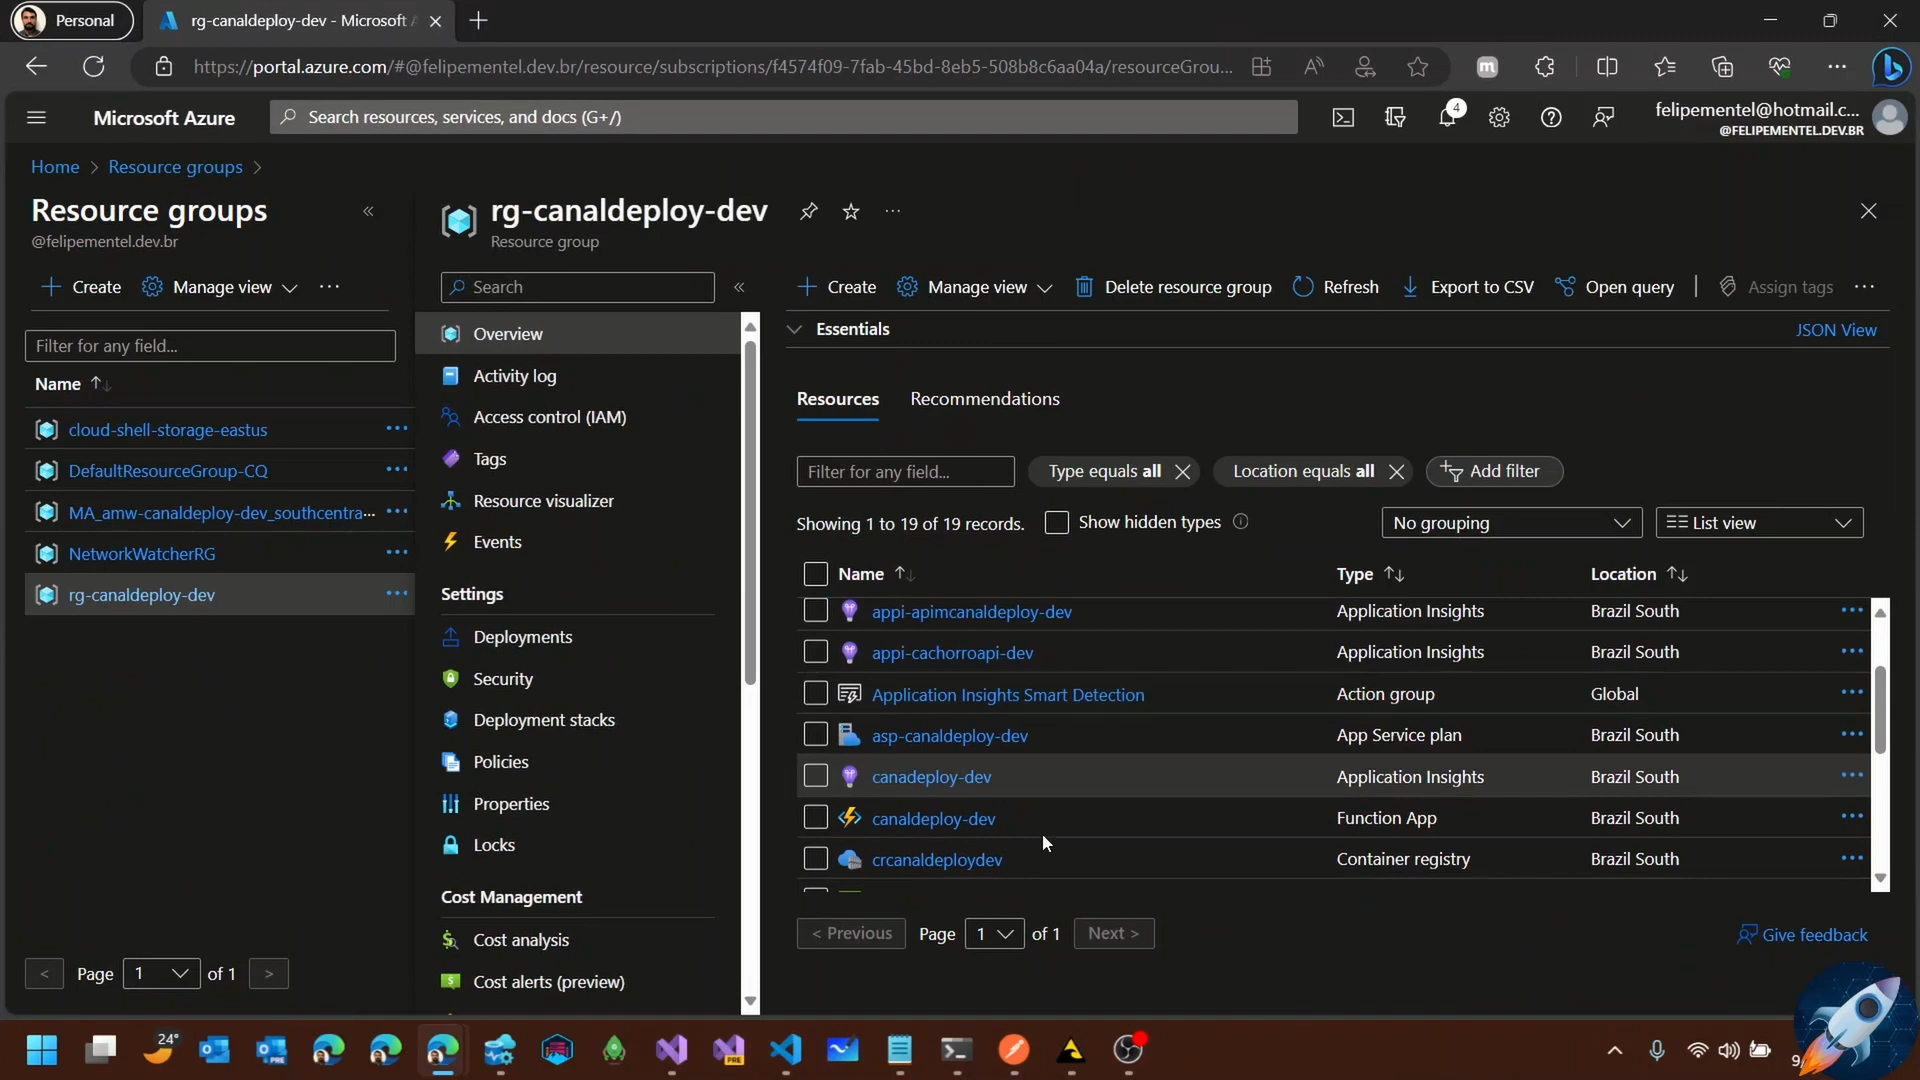 Personal
rg-canaldeploy-dev - Microsoft A
https://portal.azure.com/#@felipementel.dev.br/resource/subscriptions/f4574f09-7fab-45bd-8eb5-508b8c6aa04a/resourceGrou...
Microsoft Azure
Search resources, services, and docs (G+/)
4
felipementel@hotmail.c...
@FELIPEMENTEL.DEV.BR
Home > Resource groups >
Resource groups
@felipementel.dev.br
Create
Manage view
Filter for any field...
Name
cloud-shell-storage-eastus
DefaultResourceGroup-CQ
MA_amw-canaldeploy-dev_southcentra...
NetworkWatcherRG
rg-canaldeploy-dev
< Page 1 of 1 >
rg-canaldeploy-dev
Resource group
Search
Overview
Activity log
Access control (IAM)
Tags
Resource visualizer
Events
Settings
Deployments
Security
Deployment stacks
Policies
Properties
Locks
Cost Management
Cost analysis
Cost alerts (preview)
Create
Manage view
Delete resource group
Refresh
Export to CSV
Open query
Assign tags
Essentials
JSON View
Resources
Recommendations
Filter for any field...
Type equals all
Location equals all
Add filter
Showing 1 to 19 of 19 records.
Show hidden types
No grouping
List view
Name Type Location
appi-apimcanaldeploy-dev Application Insights Brazil South
appi-cachorroapi-dev Application Insights Brazil South
Application Insights Smart Detection Action group Global
asp-canaldeploy-dev App Service plan Brazil South
canadeploy-dev Application Insights Brazil South
canaldeploy-dev Function App Brazil South
crcanaldeploydev Container registry Brazil South
< Previous Page 1 of 1 Next >
Give feedback
24°
PRE
PRE
9/